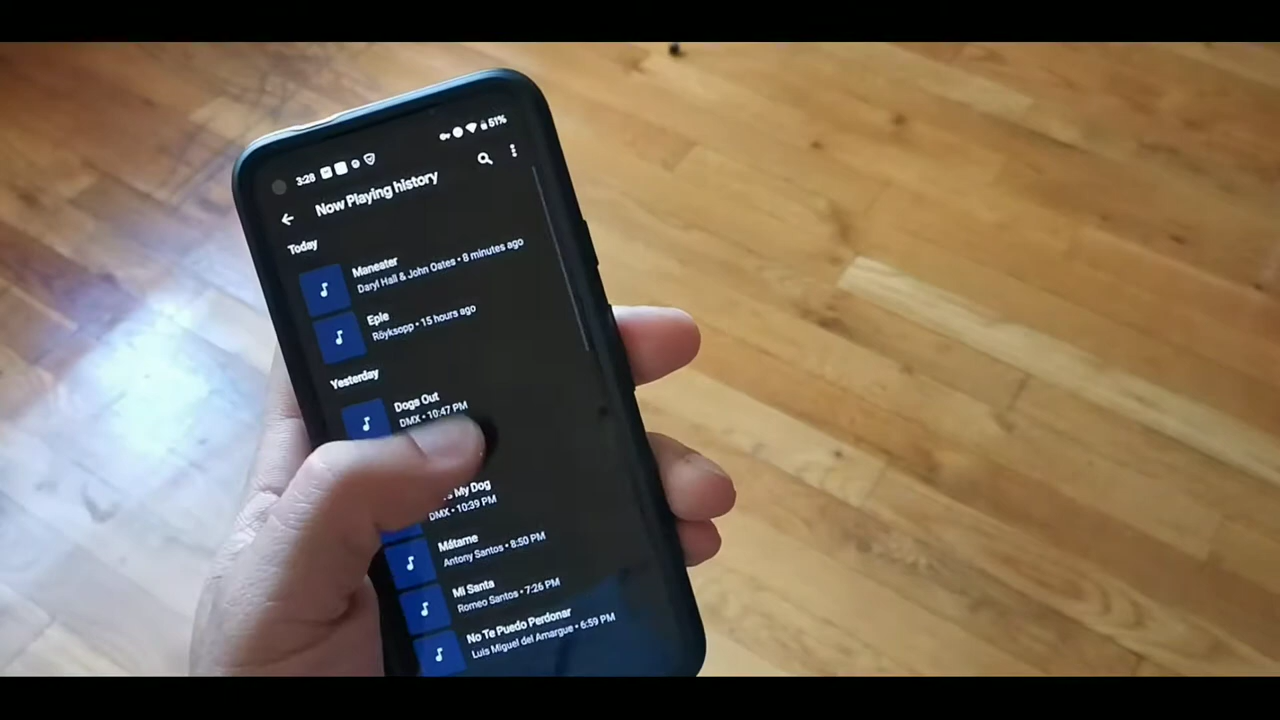 3:28
51%
Now Playing history
Today
Maneater
Daryl Hall & John Oates • 8 minutes ago
Eple
Röyksopp • 15 hours ago
Yesterday
Dogs Out
DMX • 10:47 PM
My Dog
DMX • 10:39 PM
Mátame
Antony Santos • 8:50 PM
Mi Santa
Romeo Santos • 7:26 PM
No Te Puedo Perdonar
Luis Miguel del Amargue • 6:59 PM